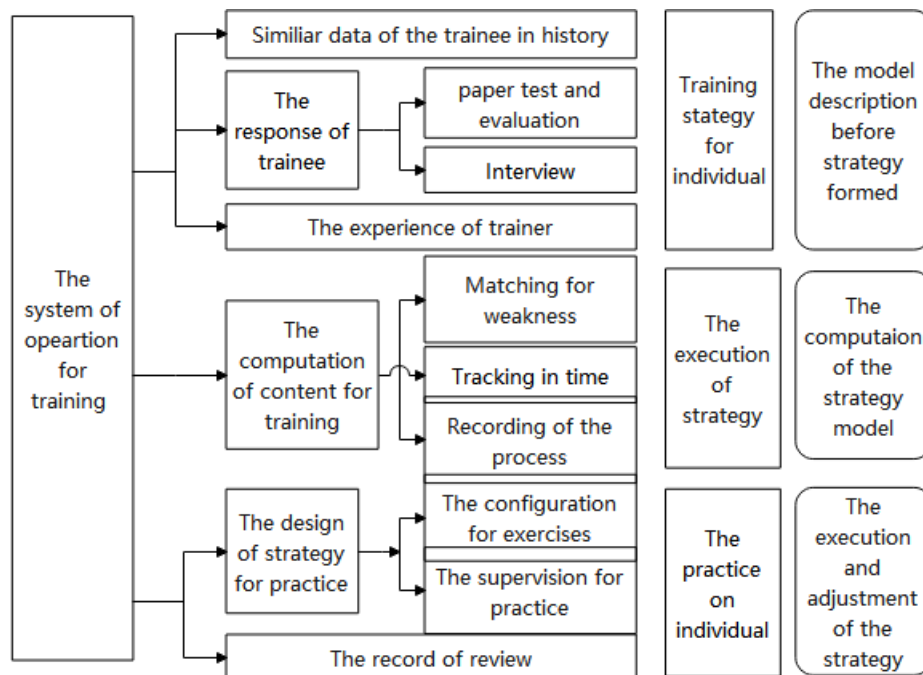 The
system of
opeartion
for
training
Similiar data of the trainee in history
The
response of
trainee
paper test and
evaluation
Interview
The experience of trainer
Training
stategy
for
individual
The model
description
before
strategy
formed
The
computation
of content for
training
Matching for
weakness
Tracking in time
Recording of the
process
The
execution
of
strategy
The
computaion
of the
strategy
model
The design
of strategy
for practice
The configuration
for exercises
The supervision for
practice
The record of review
The
practice
on
individual
The
execution
and
adjustment
of the
strategy